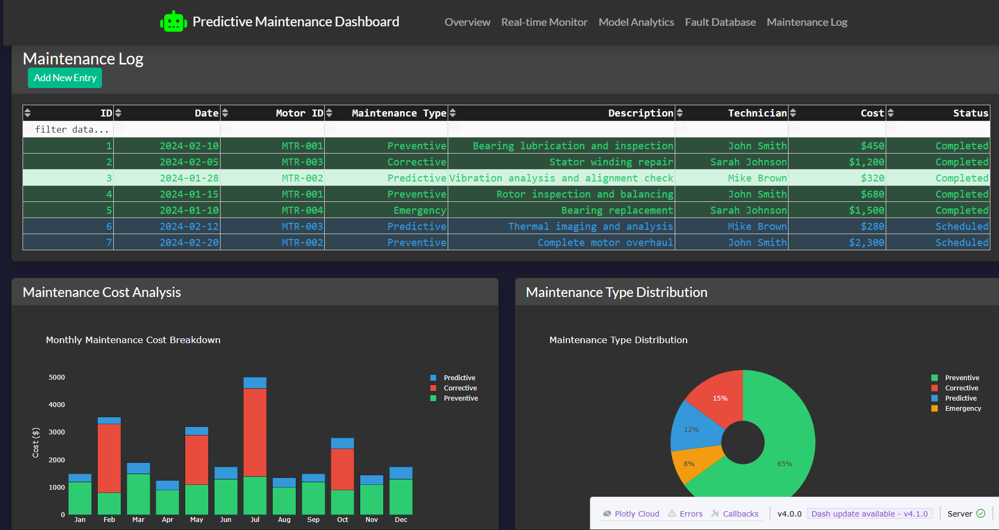 Predictive Maintenance Dashboard
Overview Real-time Monitor Model Analytics Fault Database Maintenance Log
Maintenance Log
Add New Entry
ID Date Motor ID Maintenance Type Description Technician Cost Status
filter data...
1 2024-02-10 MTR-001 Preventive Bearing lubrication and inspection John Smith $450 Completed
2 2024-02-05 MTR-003 Corrective Stator winding repair Sarah Johnson $1,200 Completed
3 2024-01-28 MTR-002 Predictive Vibration analysis and alignment check Mike Brown $320 Completed
4 2024-01-15 MTR-001 Preventive Rotor inspection and balancing John Smith $680 Completed
5 2024-01-10 MTR-004 Emergency Bearing replacement Sarah Johnson $1,500 Completed
6 2024-02-12 MTR-003 Predictive Thermal imaging and analysis Mike Brown $280 Scheduled
7 2024-02-20 MTR-002 Preventive Complete motor overhaul John Smith $2,300 Scheduled
Maintenance Cost Analysis
Monthly Maintenance Cost Breakdown
5000
4000
3000
2000
1000
0
Cost ($)
Jan Feb Mar Apr May Jun Jul Aug Sep Oct Nov Dec
Predictive
Corrective
Preventive
Maintenance Type Distribution
Maintenance Type Distribution
15%
12%
8%
65%
Preventive
Corrective
Predictive
Emergency
Plotly Cloud Errors Callbacks v4.0.0 Dash update available - v4.1.0 Server